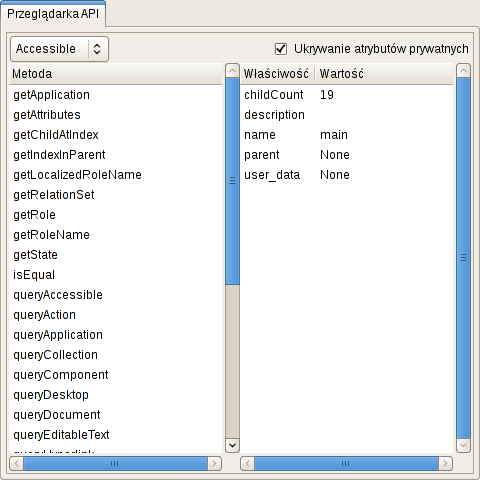 Przeglądarka API
Accessible
Ukrywanie atrybutów prywatnych
Metoda
getApplication
getAttributes
getChildAtIndex
getIndexInParent
getLocalizedRoleName
getRelationSet
getRole
getRoleName
getState
isEqual
queryAccessible
queryAction
queryApplication
queryCollection
queryComponent
queryDesktop
queryDocument
queryEditableText
Właściwość Wartość
childCount 19
description
name main
parent None
user_data None